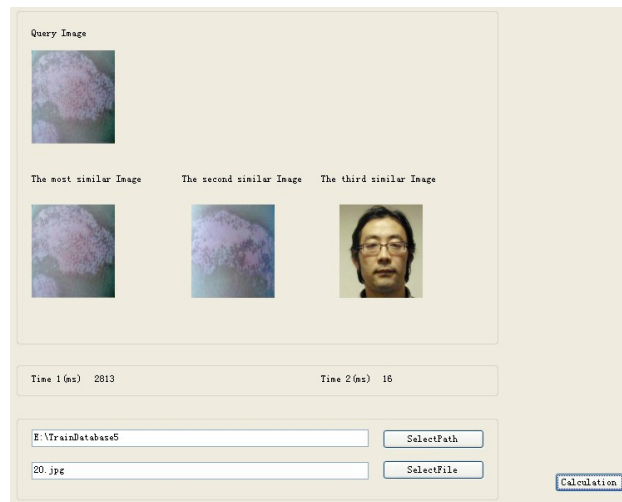 Query Image
The most similar Image The second similar Image The third similar Image
Time 1(ms) 2813 Time 2(ms) 16
E:\TrainDatabase5 SelectPath
20.jpg SelectFile
Calculation